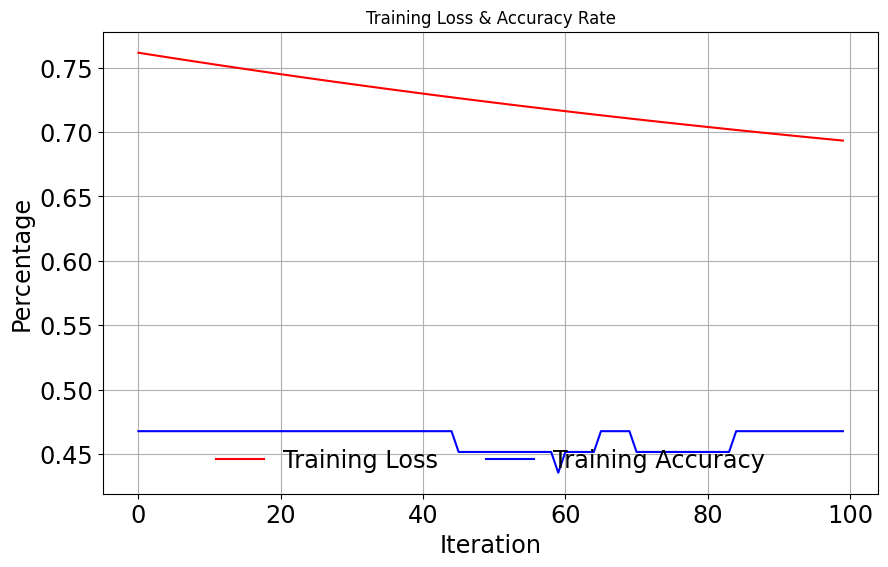 Training Loss & Accuracy Rate
0.75
0.70
0.65
0.60
0.55
0.50
0.45
Percentage
Training Loss
Training Accuracy
0 20 40 60 80 100
Iteration